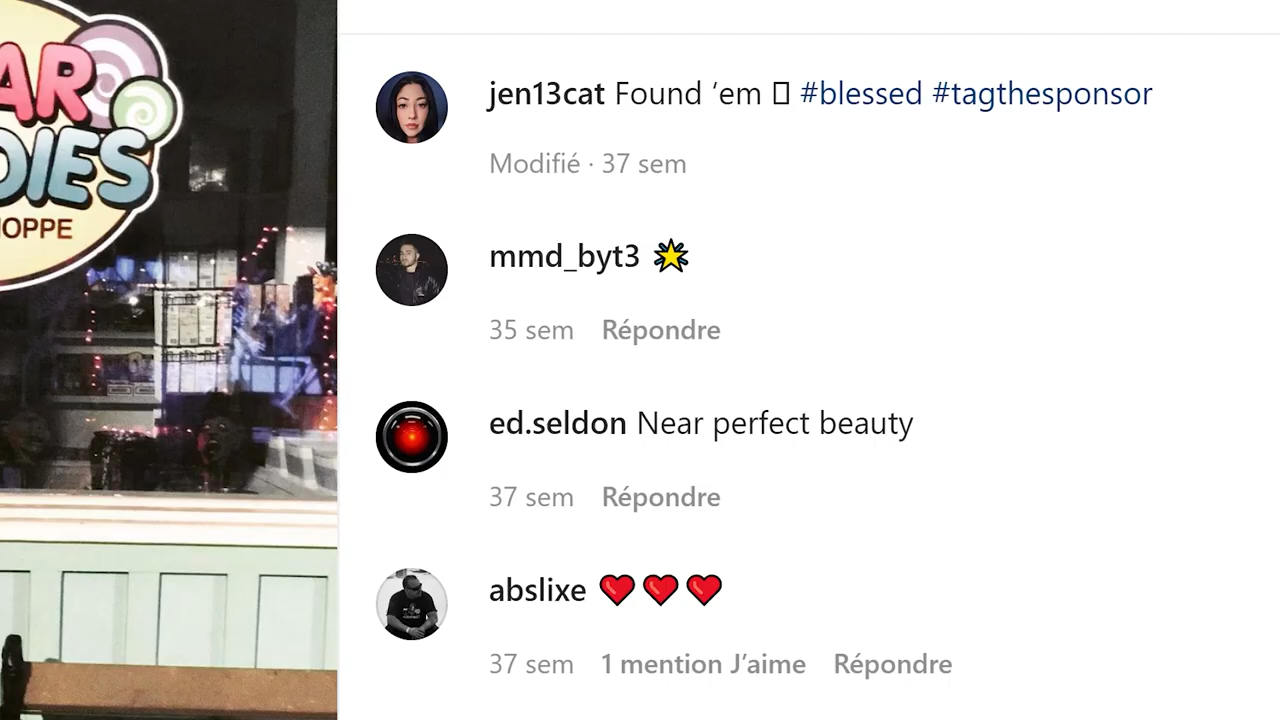 AR
DIES
HOPPE
jen13cat Found ’em #blessed #tagthesponsor
Modifié · 37 sem
mmd_byt3 🌟
35 sem Répondre
ed.seldon Near perfect beauty
37 sem Répondre
abslixe ❤️❤️❤️
37 sem 1 mention J’aime Répondre